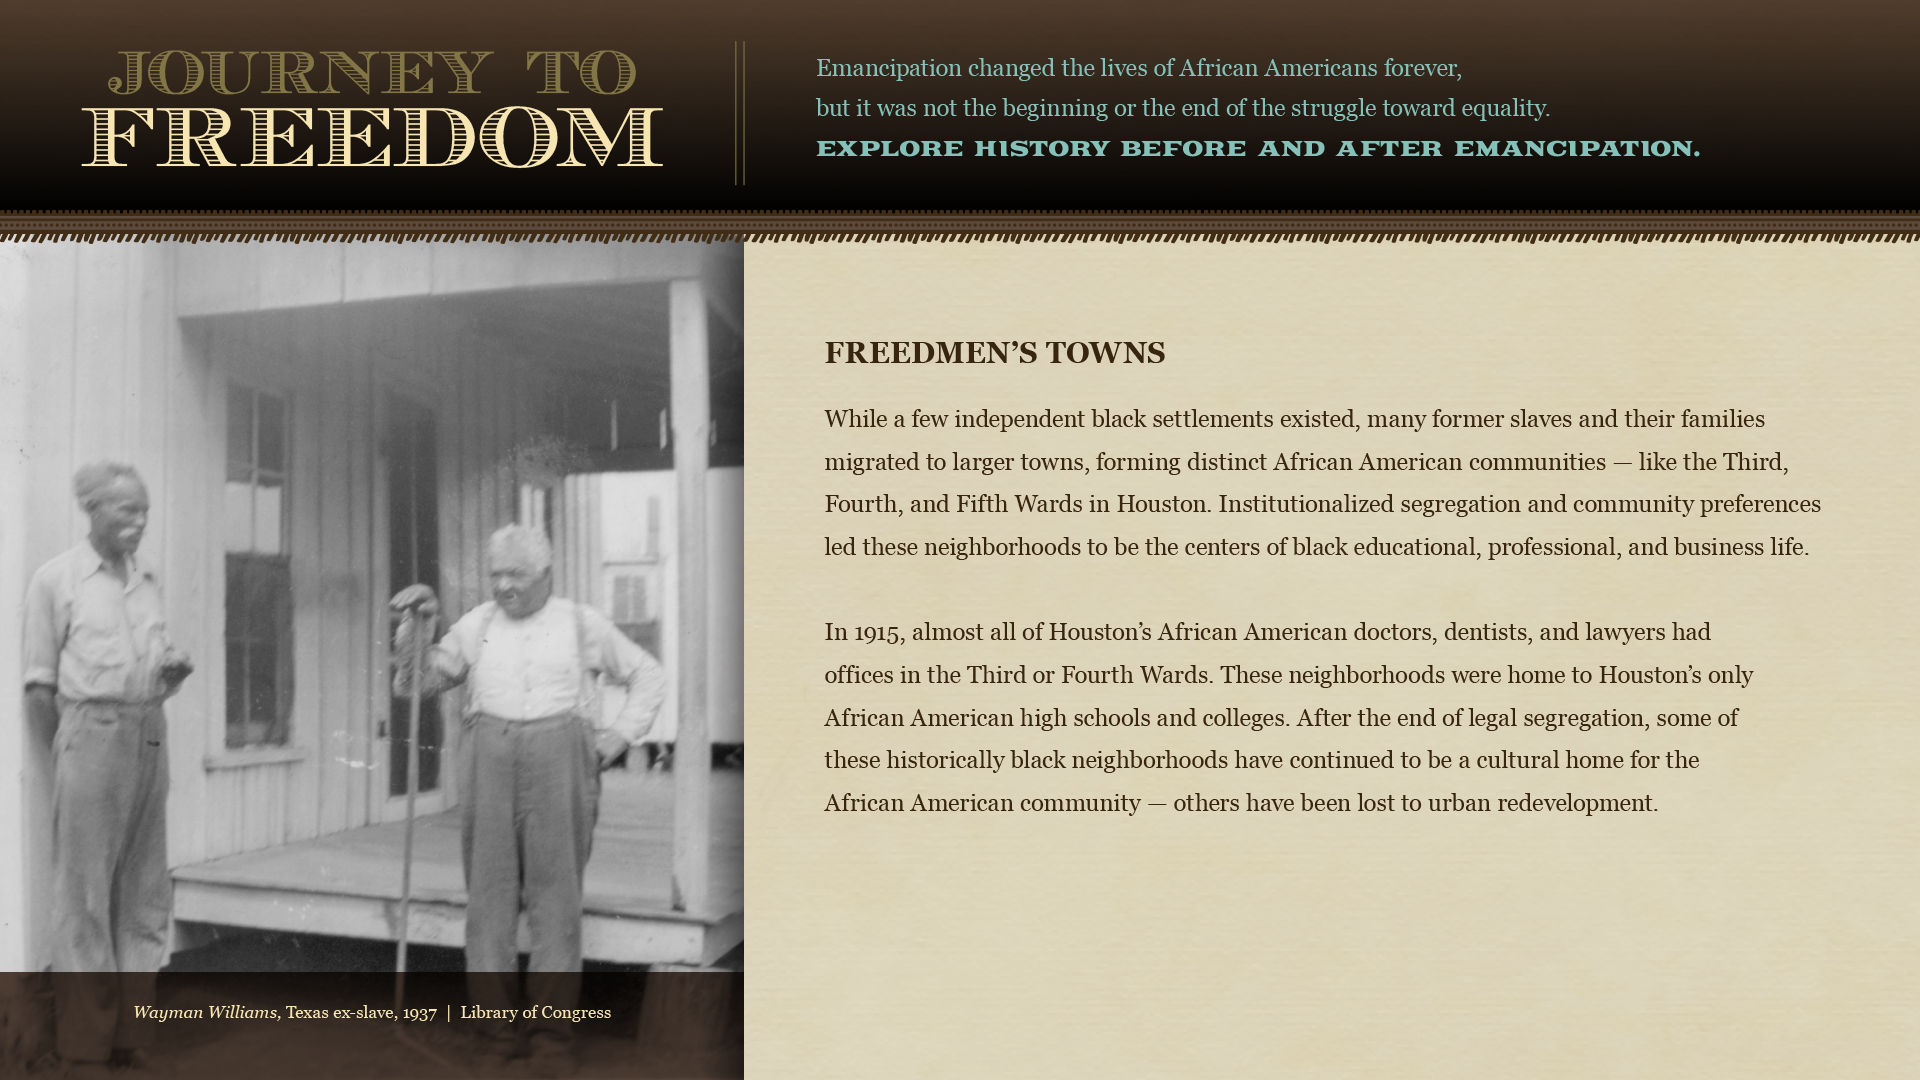 JOURNEY TO
FREEDOM
Emancipation changed the lives of African Americans forever,
but it was not the beginning or the end of the struggle toward equality.
EXPLORE HISTORY BEFORE AND AFTER EMANCIPATION.
FREEDMEN’S TOWNS
While a few independent black settlements existed, many former slaves and their families
migrated to larger towns, forming distinct African American communities — like the Third,
Fourth, and Fifth Wards in Houston. Institutionalized segregation and community preferences
led these neighborhoods to be the centers of black educational, professional, and business life.
In 1915, almost all of Houston’s African American doctors, dentists, and lawyers had
offices in the Third or Fourth Wards. These neighborhoods were home to Houston’s only
African American high schools and colleges. After the end of legal segregation, some of
these historically black neighborhoods have continued to be a cultural home for the
African American community — others have been lost to urban redevelopment.
Wayman Williams, Texas ex-slave, 1937 | Library of Congress